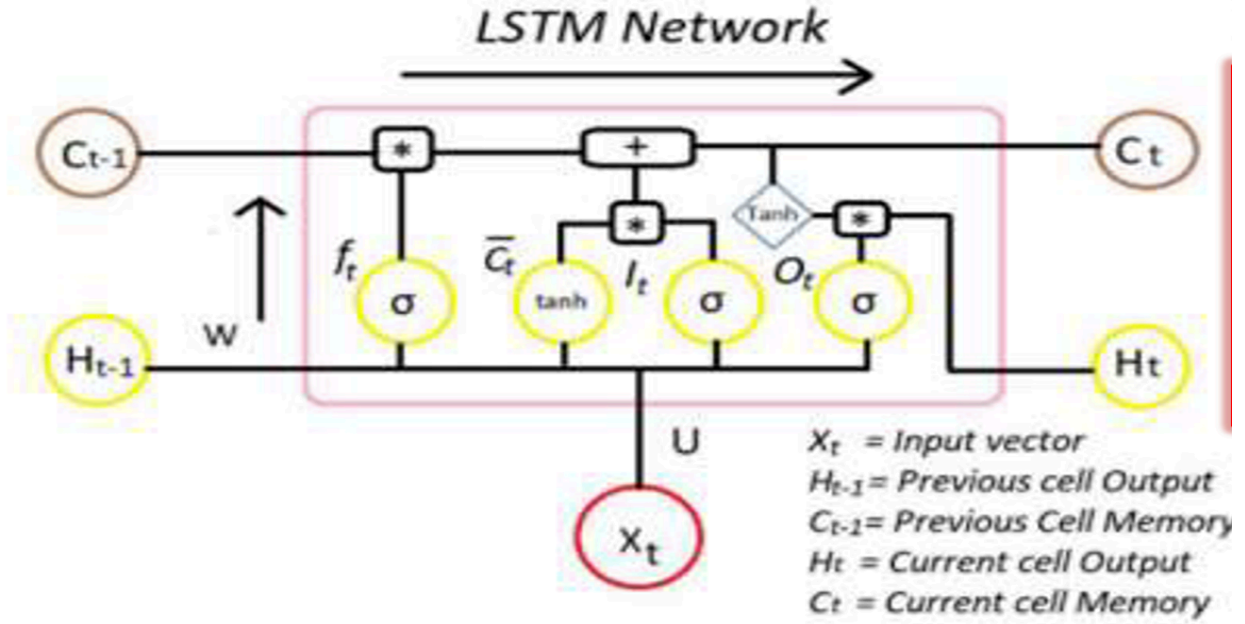 LSTM Network
Ct-1
*
+
Ct
Tanh
*
*
ft
C̅t
It
Ot
σ
tanh
σ
σ
W
Ht-1
Ht
U
Xt
Xt = Input vector
Ht-1 = Previous cell Output
Ct-1 = Previous Cell Memory
Ht = Current cell Output
Ct = Current cell Memory